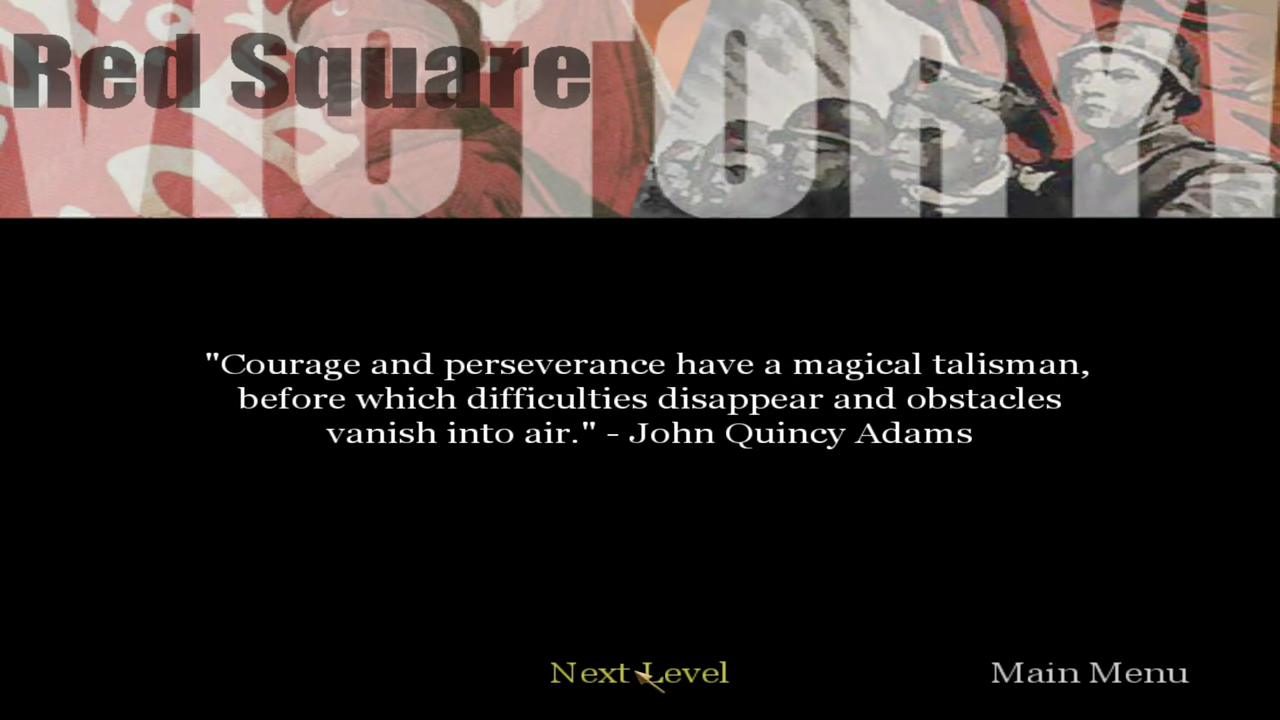 VICTORY!
Red Square
"Courage and perseverance have a magical talisman,
before which difficulties disappear and obstacles
vanish into air." - John Quincy Adams
Next Level
Main Menu